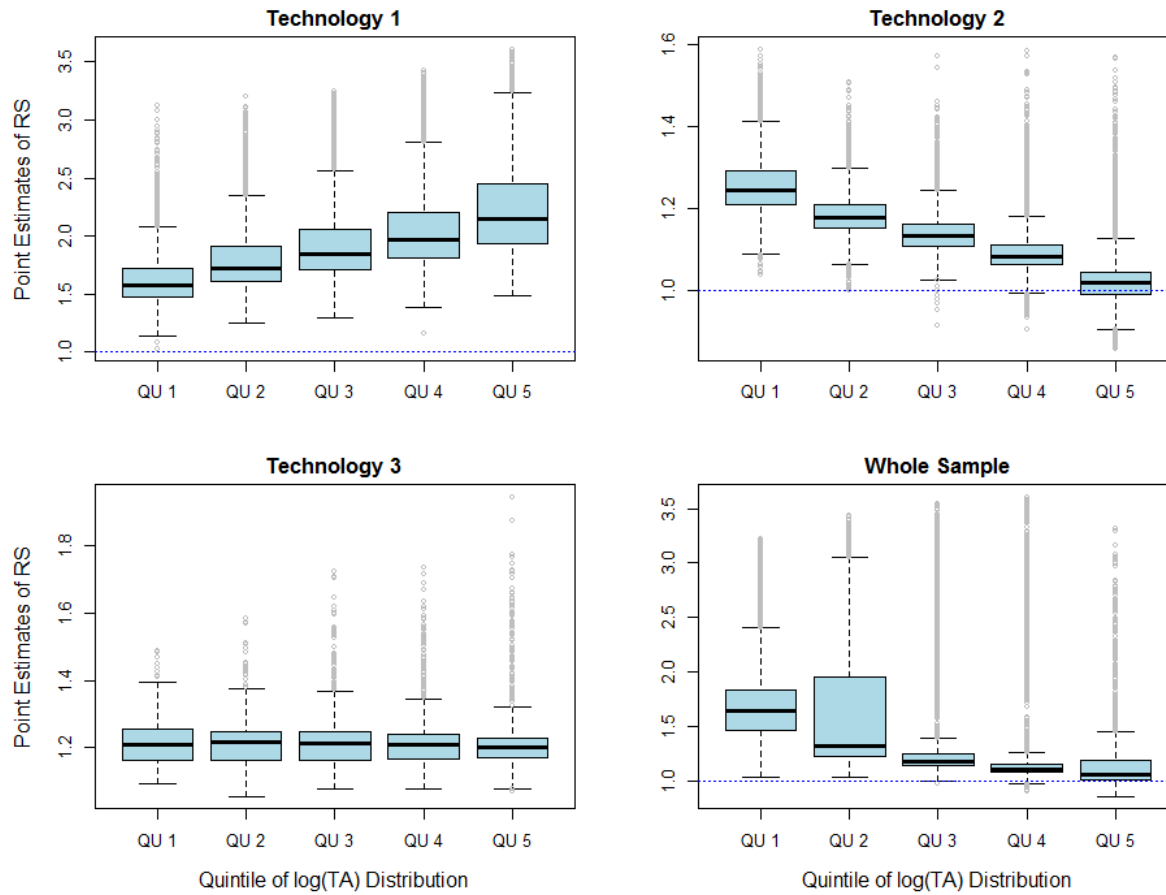 Technology 1
Point Estimates of RS
3.5
3.0
2.5
2.0
1.5
1.0
QU 1 QU 2 QU 3 QU 4 QU 5
Technology 2
1.6
1.4
1.2
1.0
QU 1 QU 2 QU 3 QU 4 QU 5
Technology 3
Point Estimates of RS
1.8
1.6
1.4
1.2
QU 1 QU 2 QU 3 QU 4 QU 5
Quintile of log(TA) Distribution
Whole Sample
3.5
3.0
2.5
2.0
1.5
1.0
QU 1 QU 2 QU 3 QU 4 QU 5
Quintile of log(TA) Distribution